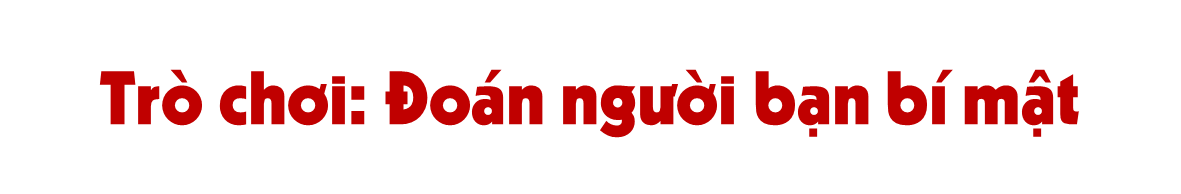 Trò chơi: Đoán người bạn bí mật